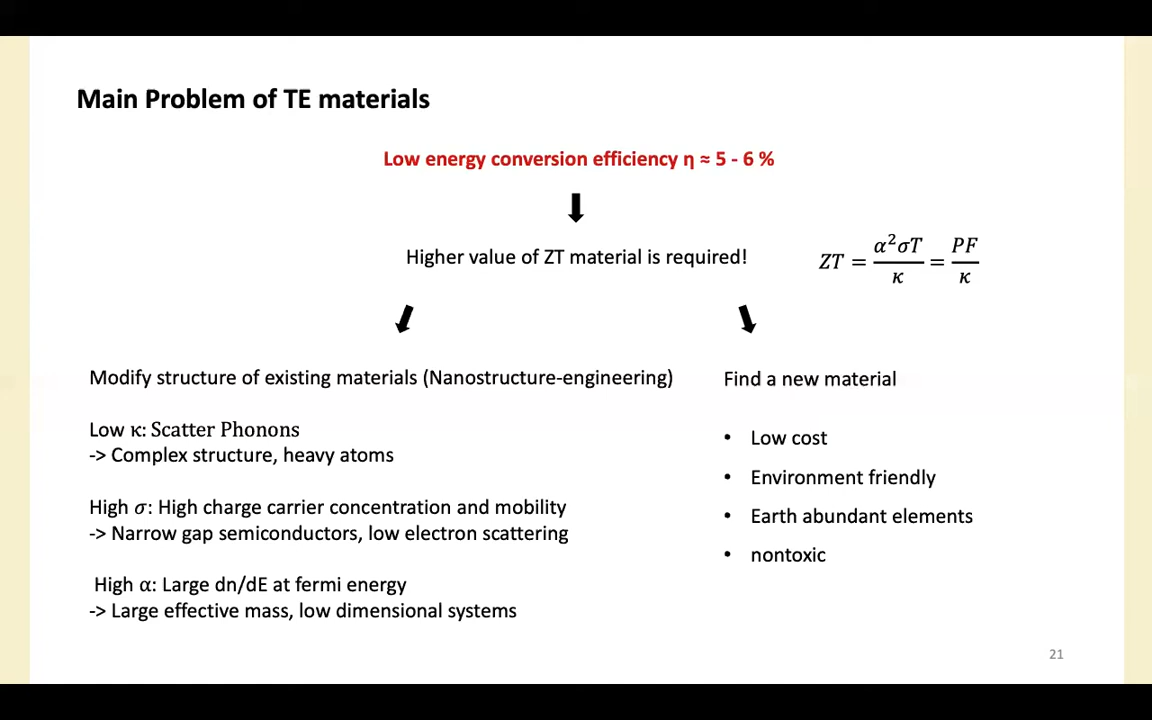 Main Problem of TE materials
Low energy conversion efficiency η ≈ 5 - 6 %
Higher value of ZT material is required!
ZT = α²σT / κ = PF / κ
Modify structure of existing materials (Nanostructure-engineering)
Low κ: Scatter Phonons
-> Complex structure, heavy atoms
High σ: High charge carrier concentration and mobility
-> Narrow gap semiconductors, low electron scattering
High α: Large dn/dE at fermi energy
-> Large effective mass, low dimensional systems
Find a new material
• Low cost
• Environment friendly
• Earth abundant elements
• nontoxic
21